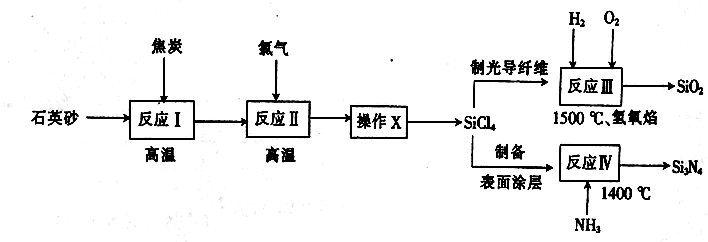 焦炭
氯气
H₂ O₂
石英砂
反应Ⅰ
高温
反应Ⅱ
高温
操作X
SiCl₄
制光导纤维
反应Ⅲ
SiO₂
1500 ℃、氢氧焰
制备
表面涂层
反应Ⅳ
Si₃N₄
1400 ℃
NH₃